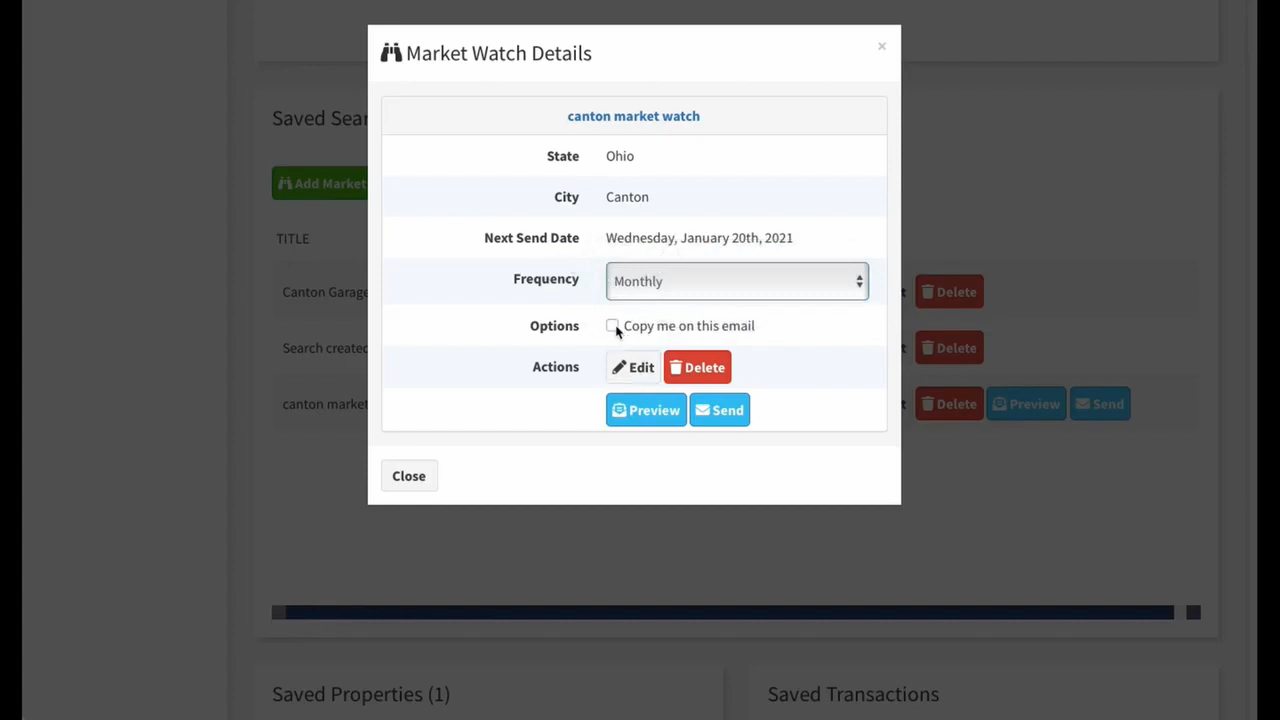 Market Watch Details
×
canton market watch
State Ohio
City Canton
Next Send Date Wednesday, January 20th, 2021
Frequency Monthly
Options Copy me on this email
Actions Edit Delete
Preview Send
Close
Saved Sear
Add Market
TITLE
Canton Garage
Delete
Search created
Delete
canton market
Delete Preview Send
Saved Properties (1)
Saved Transactions